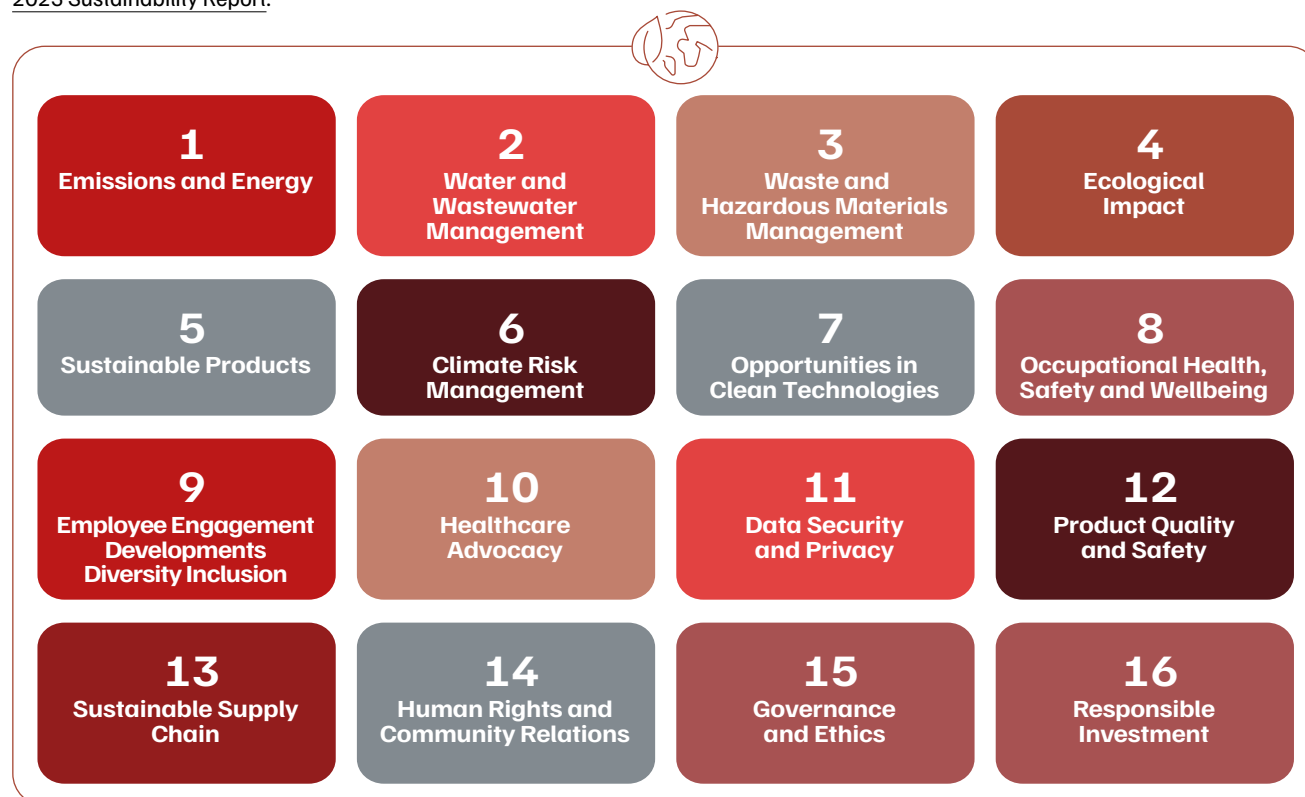 2023 Sustainability Report.
1
Emissions and Energy
2
Water and
Wastewater
Management
3
Waste and
Hazardous Materials
Management
4
Ecological
Impact
5
Sustainable Products
6
Climate Risk
Management
7
Opportunities in
Clean Technologies
8
Occupational Health,
Safety and Wellbeing
9
Employee Engagement
Developments
Diversity Inclusion
10
Healthcare
Advocacy
11
Data Security
and Privacy
12
Product Quality
and Safety
13
Sustainable Supply
Chain
14
Human Rights and
Community Relations
15
Governance
and Ethics
16
Responsible
Investment